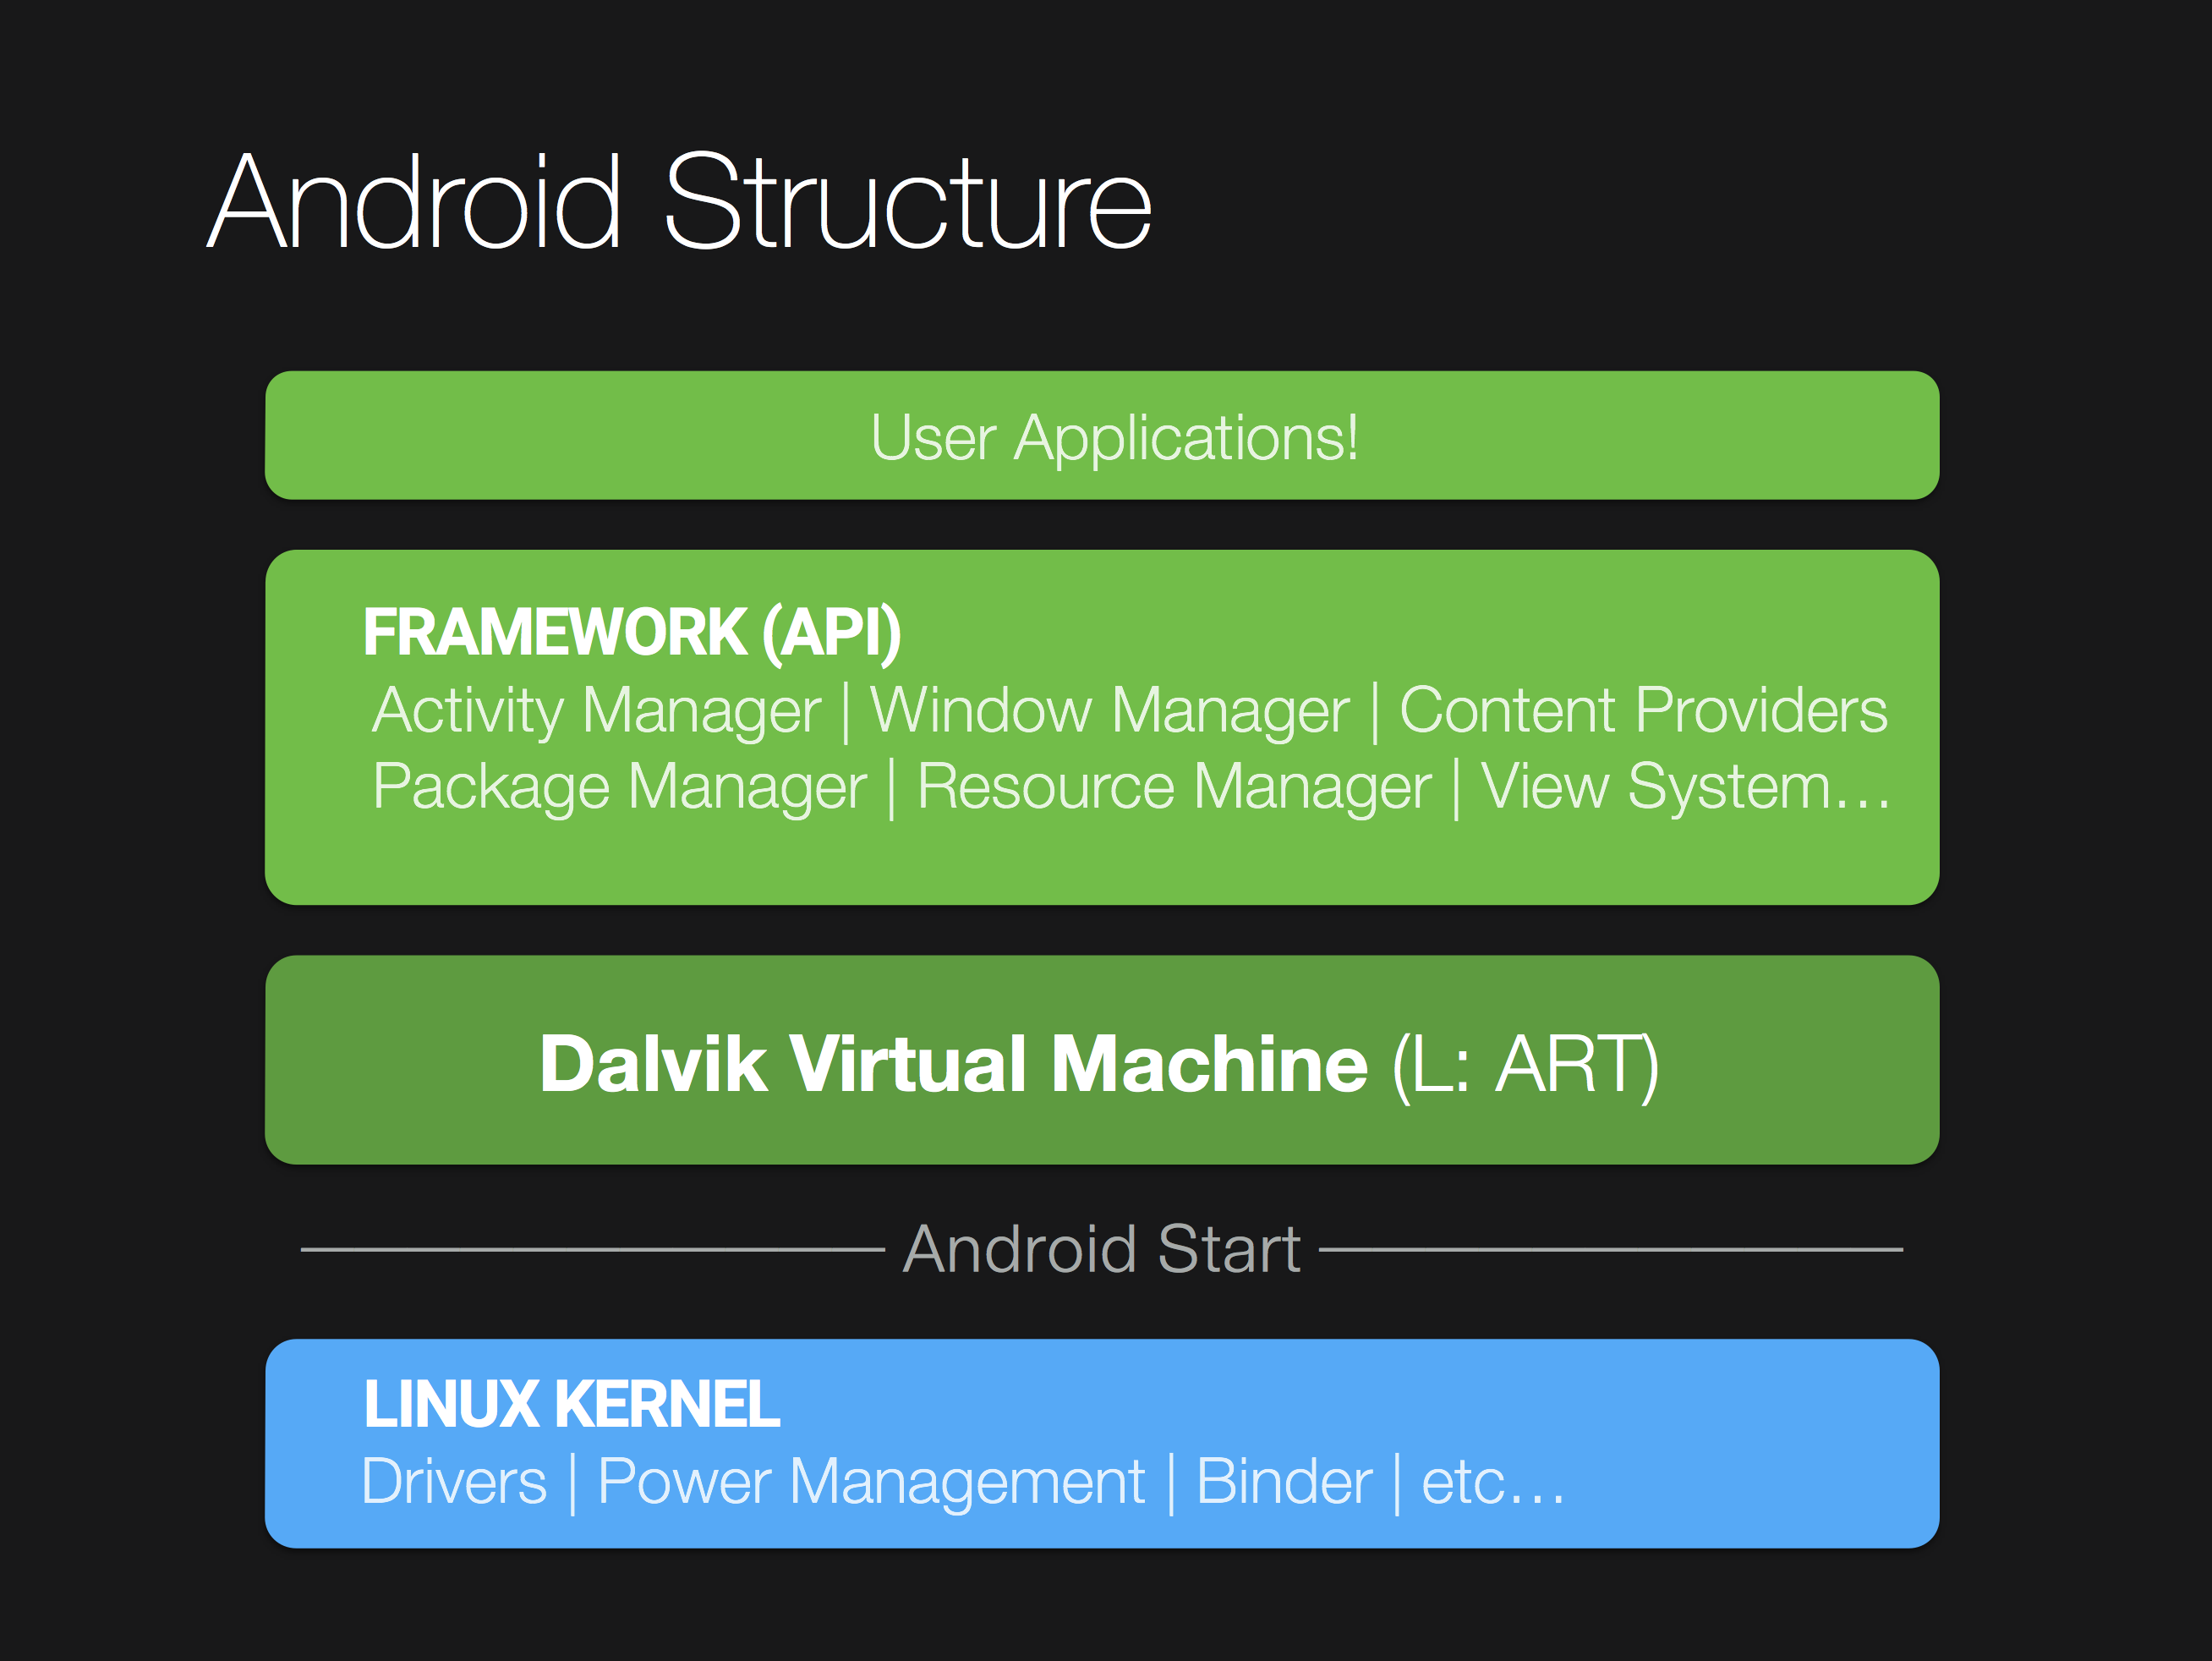 Android Structure
User Applications!
FRAMEWORK (API)
Activity Manager | Window Manager | Content Providers
Package Manager | Resource Manager | View System…
Dalvik Virtual Machine (L: ART)
Android Start
LINUX KERNEL
Drivers | Power Management | Binder | etc…